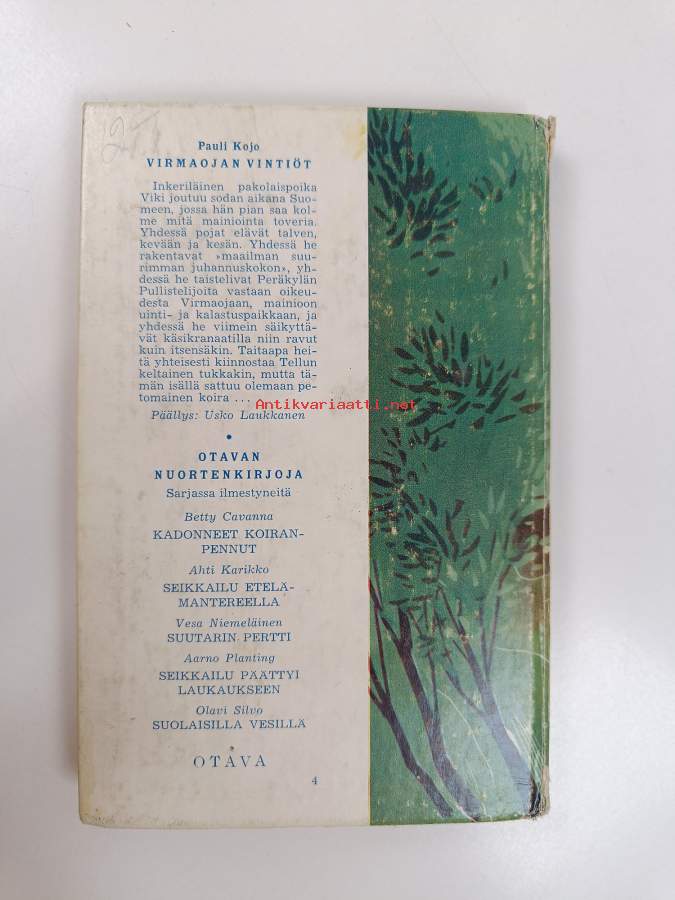 Pauli Kojo
VIRMAOJAN VINTIÖT
Inkeriläinen pakolaispoika
Viki joutuu sodan aikana Suo-
meen, jossa hän pian saa kol-
me mitä mainiointa toveria.
Yhdessä pojat elävät talven,
kevään ja kesän. Yhdessä he
rakentavat »maailman suu-
rimman juhannuskokon», yh-
dessä he taistelivat Peräkylän
Pullistelijoita vastaan oikeu-
desta Virmaojaan, mainioon
uinti- ja kalastuspaikkaan, ja
yhdessä he viimein säikyttä-
vät käsikranaatilla niin ravut
kuin itsensäkin. Taitaapa hei-
tä yhteisesti kiinnostaa Tellun
keltainen tukkakin, mutta tä-
män isällä sattuu olemaan pe-
tomainen koira ...
Antikvariaatti.net
Päällys: Usko Laukkanen
•
OTAVAN
NUORTENKIRJOJA
Sarjassa ilmestyneitä
Betty Cavanna
KADONNEET KOIRAN-
PENNUT
Ahti Karikko
SEIKKAILU ETELÄ-
MANTEREELLA
Vesa Niemeläinen
SUUTARIN PERTTI
Aarno Planting
SEIKKAILU PÄÄTTYI
LAUKAUKSEEN
Olavi Silvo
SUOLAISILLA VESILLÄ
OTAVA
4